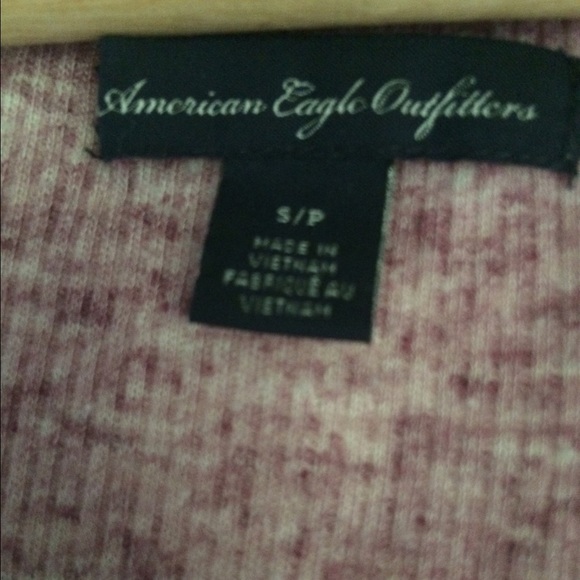 American Eagle Outfitters
S/P
MADE IN
VIETNAM
FABRIQUÉ AU
VIETNAM